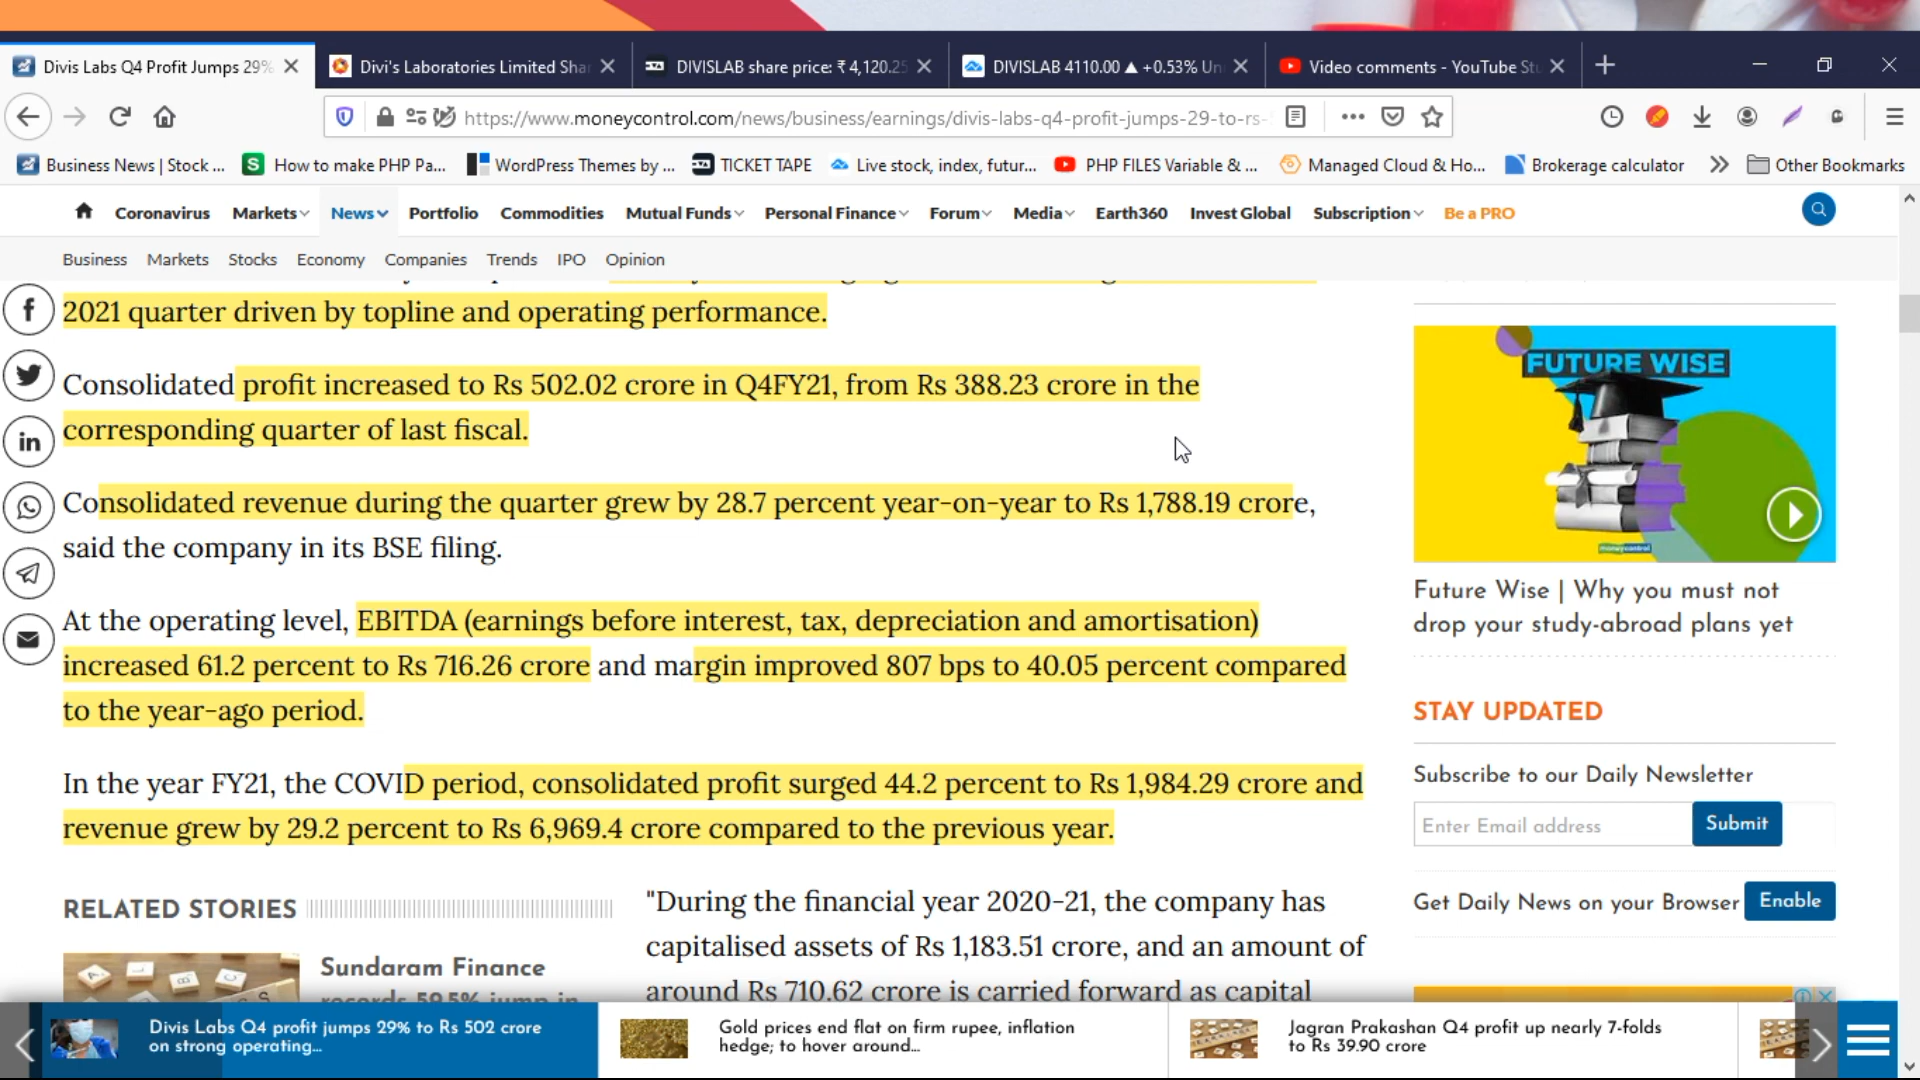 Divis Labs Q4 Profit Jumps 29%
Divi's Laboratories Limited Sha
DIVISLAB share price: ₹ 4,120.25
DIVISLAB 4110.00 ▲ +0.53% Un
Video comments - YouTube St
https://www.moneycontrol.com/news/business/earnings/divis-labs-q4-profit-jumps-29-to-rs-
Business News | Stock ...
How to make PHP Pa...
WordPress Themes by ...
TICKET TAPE
Live stock, index, futur...
PHP FILES Variable & ...
Managed Cloud & Ho...
Brokerage calculator
Other Bookmarks
Coronavirus Markets News Portfolio Commodities Mutual Funds Personal Finance Forum Media Earth360 Invest Global Subscription Be a PRO
Business Markets Stocks Economy Companies Trends IPO Opinion
2021 quarter driven by topline and operating performance.
Consolidated profit increased to Rs 502.02 crore in Q4FY21, from Rs 388.23 crore in the
corresponding quarter of last fiscal.
Consolidated revenue during the quarter grew by 28.7 percent year-on-year to Rs 1,788.19 crore,
said the company in its BSE filing.
At the operating level, EBITDA (earnings before interest, tax, depreciation and amortisation)
increased 61.2 percent to Rs 716.26 crore and margin improved 807 bps to 40.05 percent compared
to the year-ago period.
In the year FY21, the COVID period, consolidated profit surged 44.2 percent to Rs 1,984.29 crore and
revenue grew by 29.2 percent to Rs 6,969.4 crore compared to the previous year.
RELATED STORIES
Sundaram Finance
records 59.5% jump in
"During the financial year 2020-21, the company has
capitalised assets of Rs 1,183.51 crore, and an amount of
around Rs 710.62 crore is carried forward as capital
FUTURE WISE
moneycontrol
Future Wise | Why you must not
drop your study-abroad plans yet
STAY UPDATED
Subscribe to our Daily Newsletter
Enter Email address
Submit
Get Daily News on your Browser
Enable
Divis Labs Q4 profit jumps 29% to Rs 502 crore
on strong operating...
Gold prices end flat on firm rupee, inflation
hedge; to hover around...
Jagran Prakashan Q4 profit up nearly 7-folds
to Rs 39.90 crore